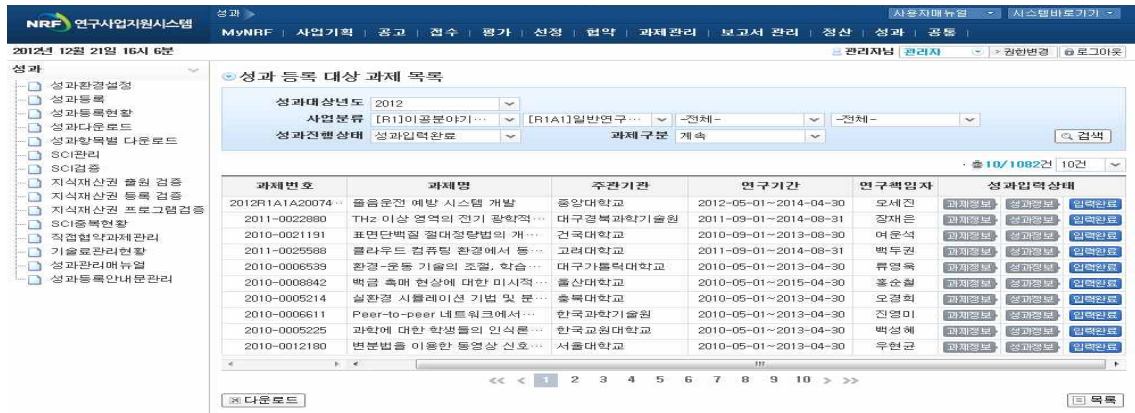 성과
사용자매뉴얼 시스템바로가기
NRF 연구사업지원시스템
MyNRF | 사업기획 | 공고 | 접수 | 평가 | 선정 | 협약 | 과제관리 | 보고서 관리 | 정산 | 성과 | 공통 |
2012년 12월 21일 16시 6분
관리자님 관리자 > 권한변경 로그아웃
성과
성과환경설정
성과등록
성과등록현황
성과다운로드
성과항목별 다운로드
SCI관리
SCI검증
지식재산권 출원 검증
지식재산권 등록 검증
지식재산권 프로그램검증
SCI중복현황
직접협약과제관리
기술료관리현황
성과관리매뉴얼
성과등록안내문관리
성과 등록 대상 과제 목록
성과대상년도 2012
사업분류 [R1]이공분야기… [R1A1]일반연구… -전체- -전체-
성과진행상태 성과입력완료 과제구분 계속 검색
· 총 10/1082건 10건
과제번호 과제명 주관기관 연구기간 연구책임자 성과입력상태
2012R1A1A20074… 졸음운전 예방 시스템 개발 중앙대학교 2012-05-01~2014-04-30 오세진 과제정보 성과정보 입력완료
2011-0022880 THz 이상 영역의 전기 광학적… 대구경북과학기술원 2011-09-01~2014-08-31 장재은 과제정보 성과정보 입력완료
2010-0021191 표면단백질 절대정량법의 개… 건국대학교 2010-09-01~2013-08-30 여운석 과제정보 성과정보 입력완료
2011-0025588 클라우드 컴퓨팅 환경에서 동… 고려대학교 2011-09-01~2014-08-31 백두권 과제정보 성과정보 입력완료
2010-0006539 환경-운동 기술의 조절, 학습… 대구가톨릭대학교 2010-05-01~2013-04-30 류영욱 과제정보 성과정보 입력완료
2010-0008842 백금 촉매 현상에 대한 미시적… 울산대학교 2010-05-01~2015-04-30 홍순철 과제정보 성과정보 입력완료
2010-0005214 실환경 시뮬레이션 기법 및 분… 충북대학교 2010-05-01~2013-04-30 오경희 과제정보 성과정보 입력완료
2010-0006611 Peer-to-peer 네트워크에서… 한국과학기술원 2010-05-01~2013-04-30 진영미 과제정보 성과정보 입력완료
2010-0005225 과학에 대한 학생들의 인식론… 한국교원대학교 2010-05-01~2013-04-30 백성혜 과제정보 성과정보 입력완료
2010-0012180 변분법을 이용한 동영상 신호… 서울대학교 2010-05-01~2013-04-30 우현균 과제정보 성과정보 입력완료
<< < 1 2 3 4 5 6 7 8 9 10 > >>
다운로드 목록